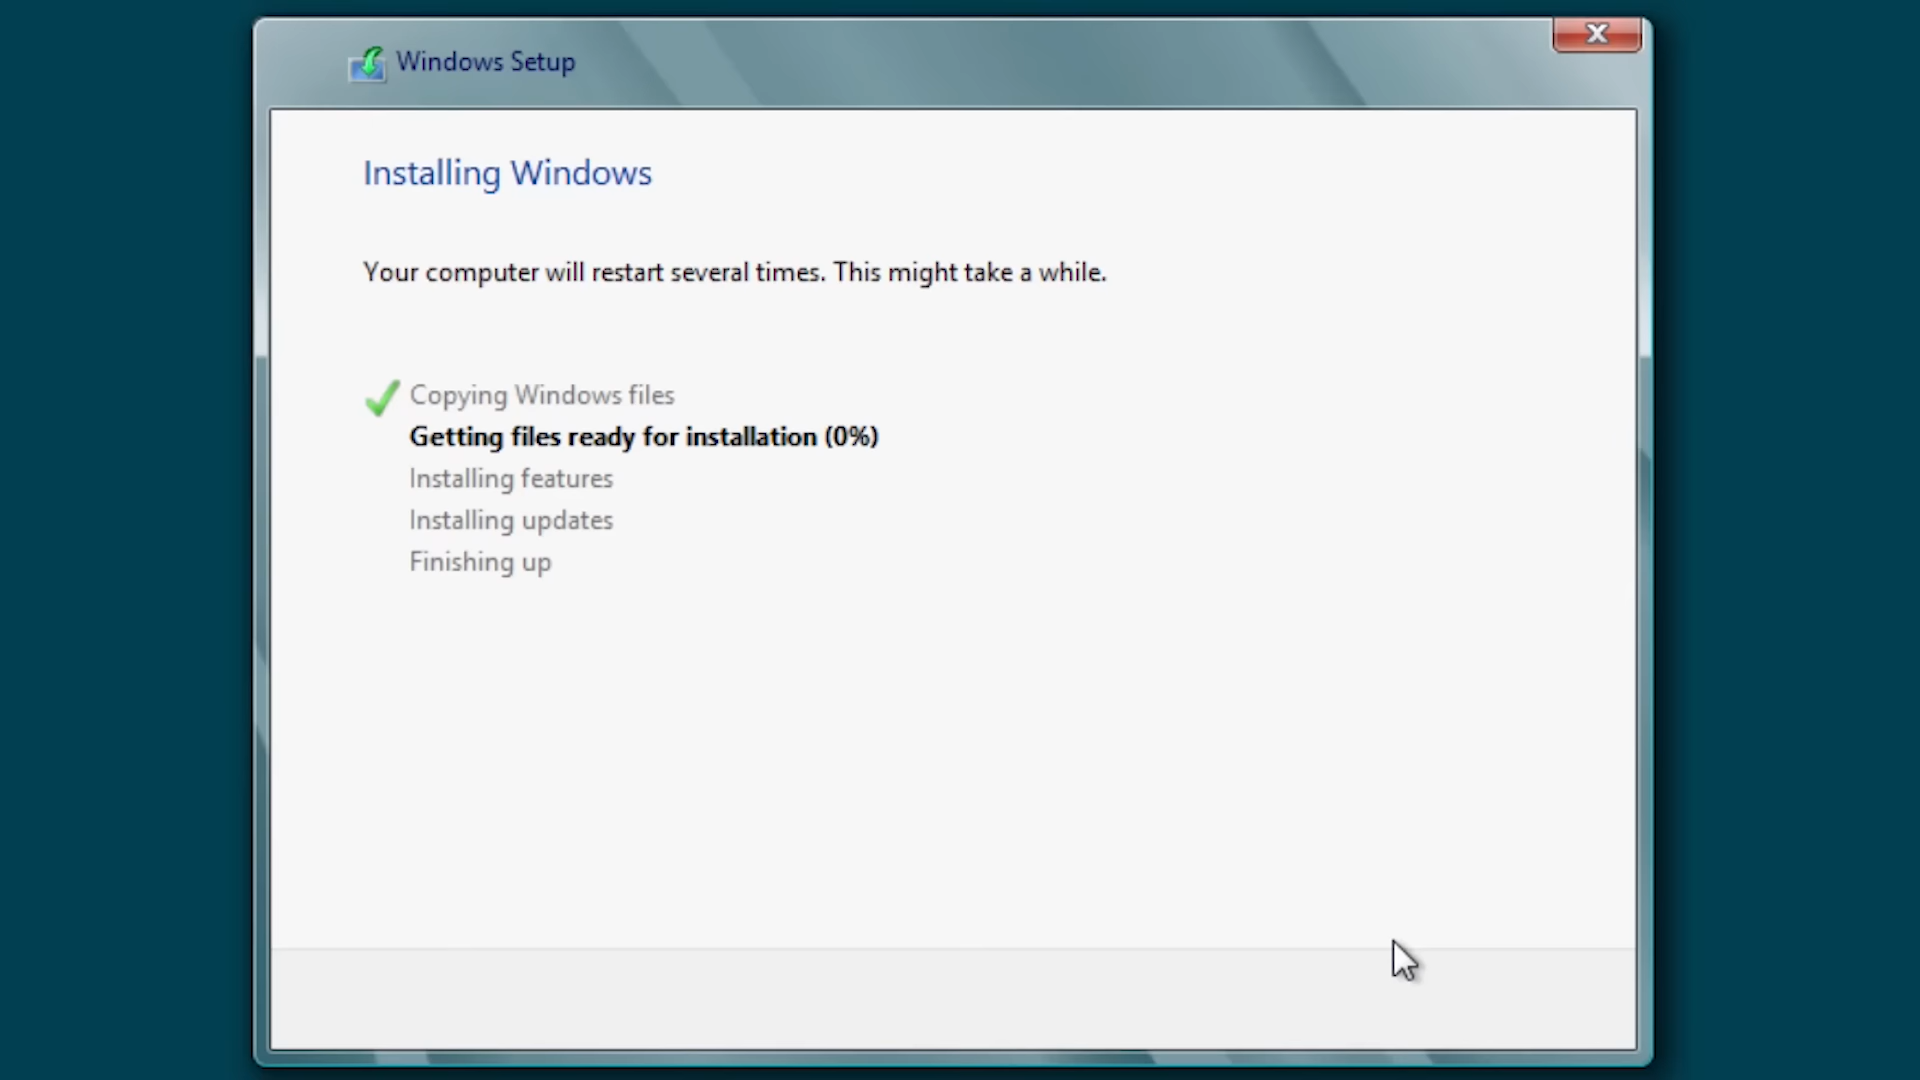 Windows Setup
Installing Windows
Your computer will restart several times. This might take a while.
Copying Windows files
Getting files ready for installation (0%)
Installing features
Installing updates
Finishing up